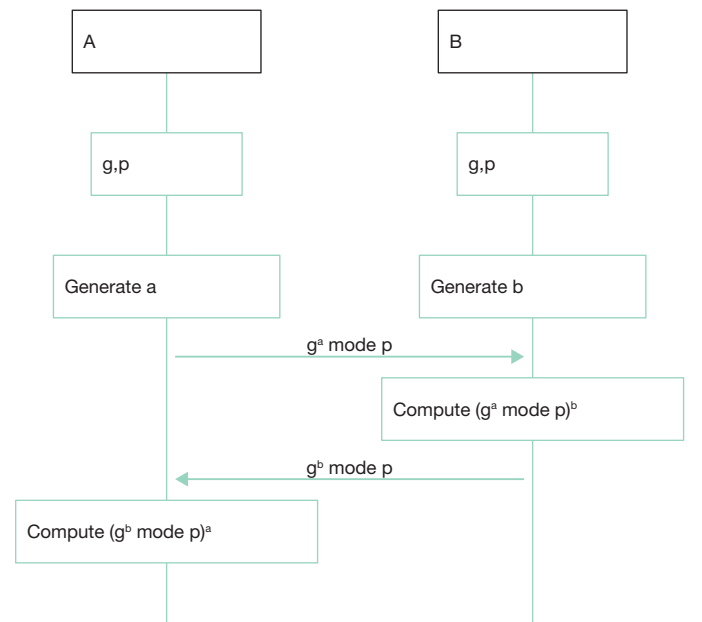 A
B
g,p
g,p
Generate a
Generate b
gᵃ mode p
Compute (gᵃ mode p)ᵇ
gᵇ mode p
Compute (gᵇ mode p)ᵃ